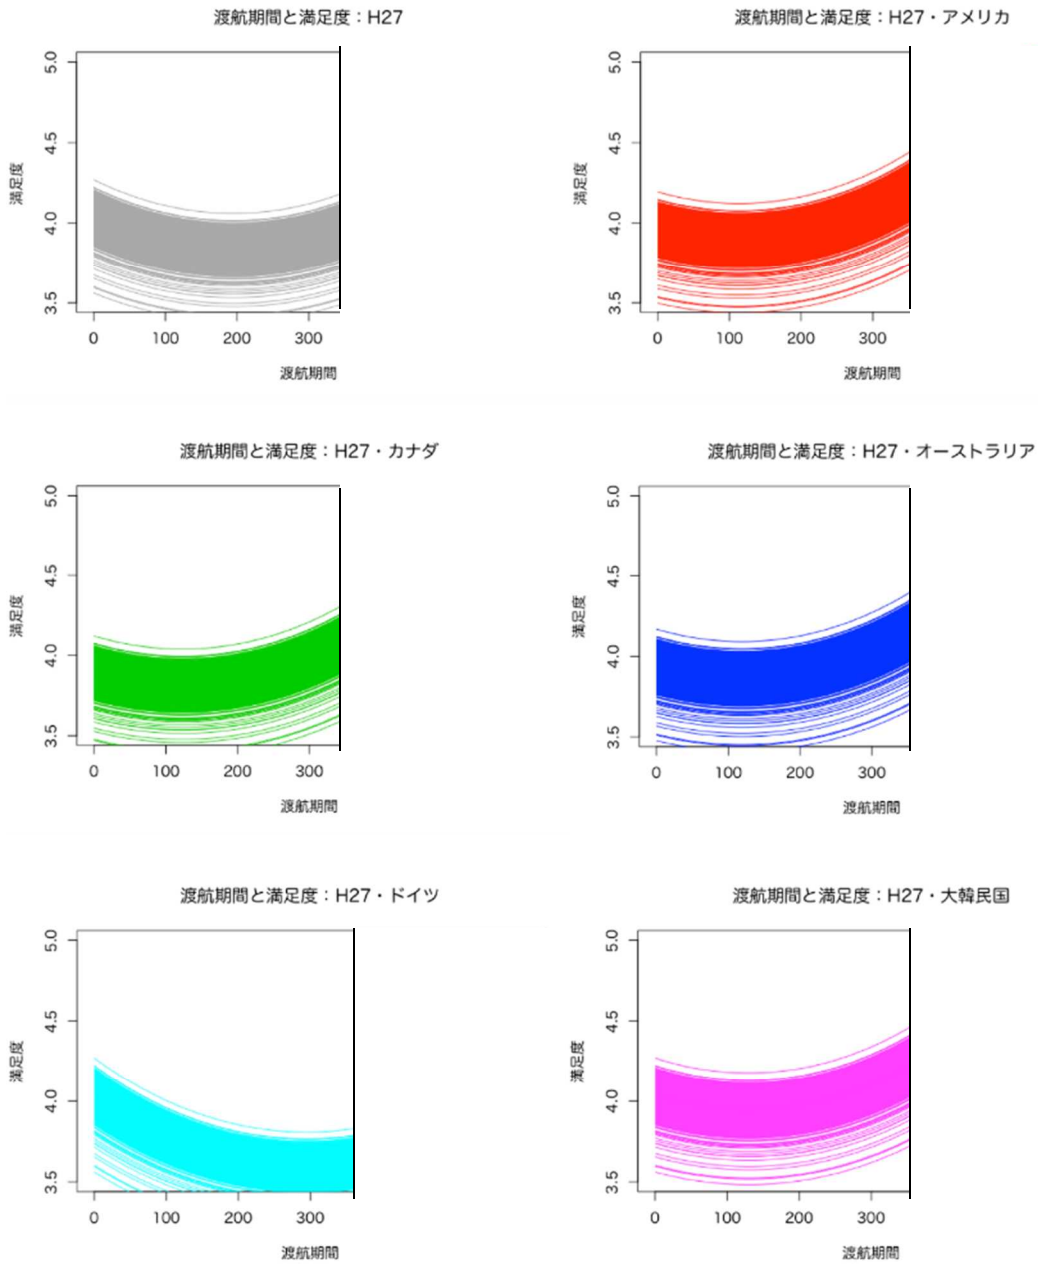 渡航期間と満足度：H27
渡航期間と満足度：H27・アメリカ
5.0
4.5
4.0
3.5
満足度
0 100 200 300
渡航期間
5.0
4.5
4.0
3.5
満足度
0 100 200 300
渡航期間
渡航期間と満足度：H27・カナダ
渡航期間と満足度：H27・オーストラリア
5.0
4.5
4.0
3.5
満足度
0 100 200 300
渡航期間
5.0
4.5
4.0
3.5
満足度
0 100 200 300
渡航期間
渡航期間と満足度：H27・ドイツ
渡航期間と満足度：H27・大韓民国
5.0
4.5
4.0
3.5
満足度
0 100 200 300
渡航期間
5.0
4.5
4.0
3.5
満足度
0 100 200 300
渡航期間